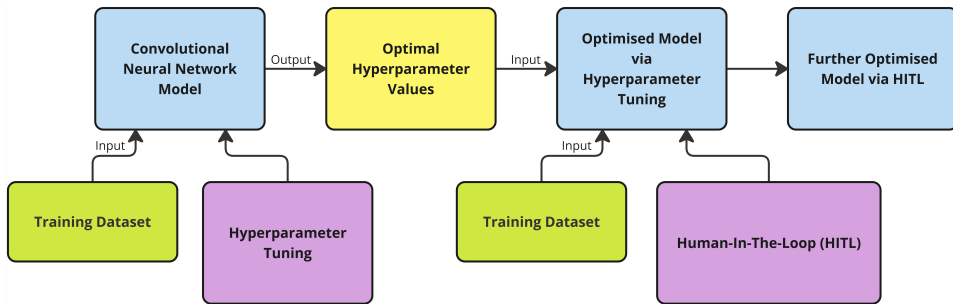 Convolutional
Neural Network
Model
Output
Optimal
Hyperparameter
Values
Input
Optimised Model
via
Hyperparameter
Tuning
Further Optimised
Model via HITL
Input
Input
Training Dataset
Hyperparameter
Tuning
Training Dataset
Human-In-The-Loop (HITL)